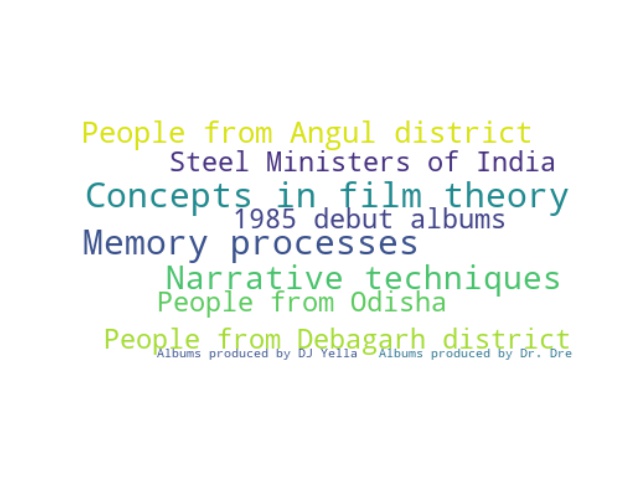 People from Angul district
Steel Ministers of India
Concepts in film theory
1985 debut albums
Memory processes
Narrative techniques
People from Odisha
People from Debagarh district
Albums produced by DJ Yella Albums produced by Dr. Dre